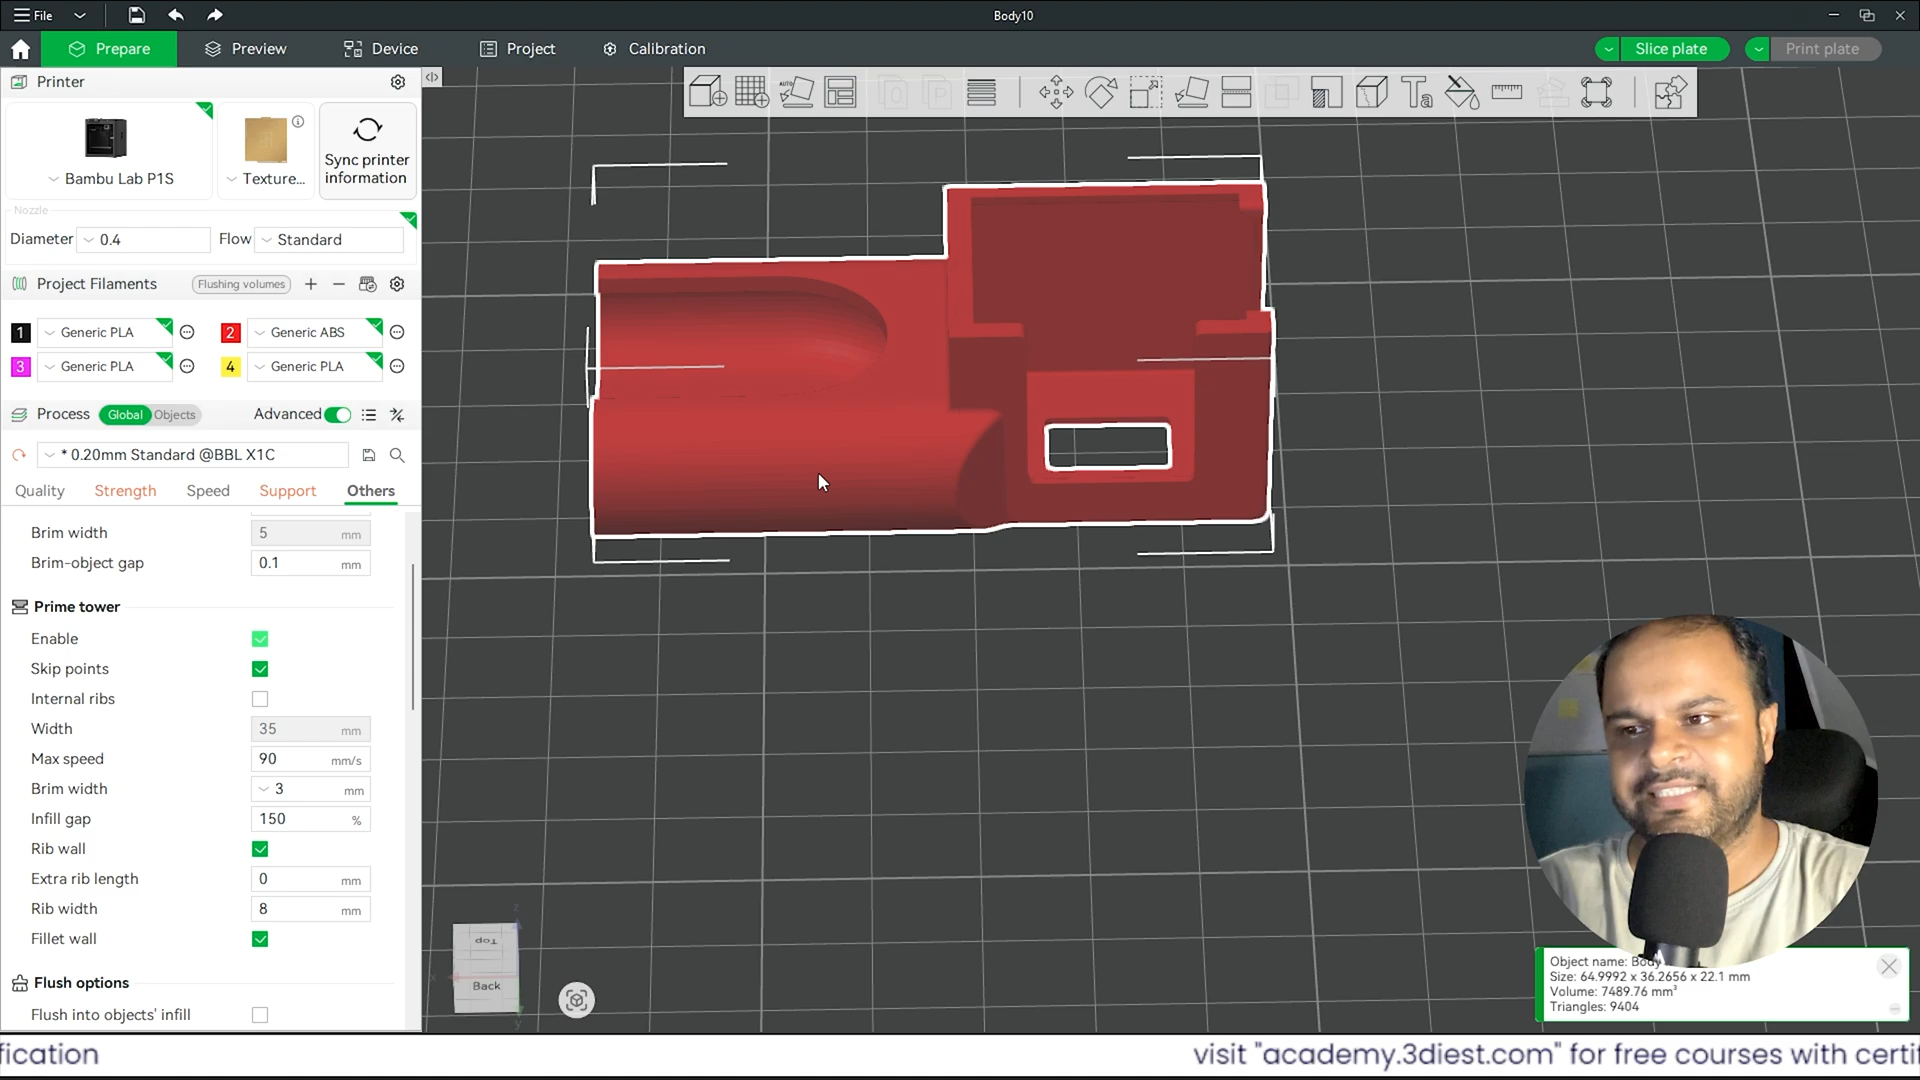 File
Body10
Prepare
Preview
Device
Project
Calibration
Slice plate
Print plate
Printer
Bambu Lab P1S
Texture...
Sync printer
information
Nozzle
Diameter
0.4
Flow
Standard
Project Filaments
Flushing volumes
1
Generic PLA
2
Generic ABS
3
Generic PLA
4
Generic PLA
Process
Global
Objects
Advanced
* 0.20mm Standard @BBL X1C
Quality
Strength
Speed
Support
Others
Brim width
5
mm
Brim-object gap
0.1
mm
Prime tower
Enable
Skip points
Internal ribs
Width
35
mm
Max speed
90
mm/s
Brim width
3
mm
Infill gap
150
%
Rib wall
Extra rib length
0
mm
Rib width
8
mm
Fillet wall
Flush options
Flush into objects' infill
Top
Back
Object name: Body
Size: 64.9992 x 36.2656 x 22.1 mm
Volume: 7489.76 mm³
Triangles: 9404
fication
visit "academy.3diest.com" for free courses with certi